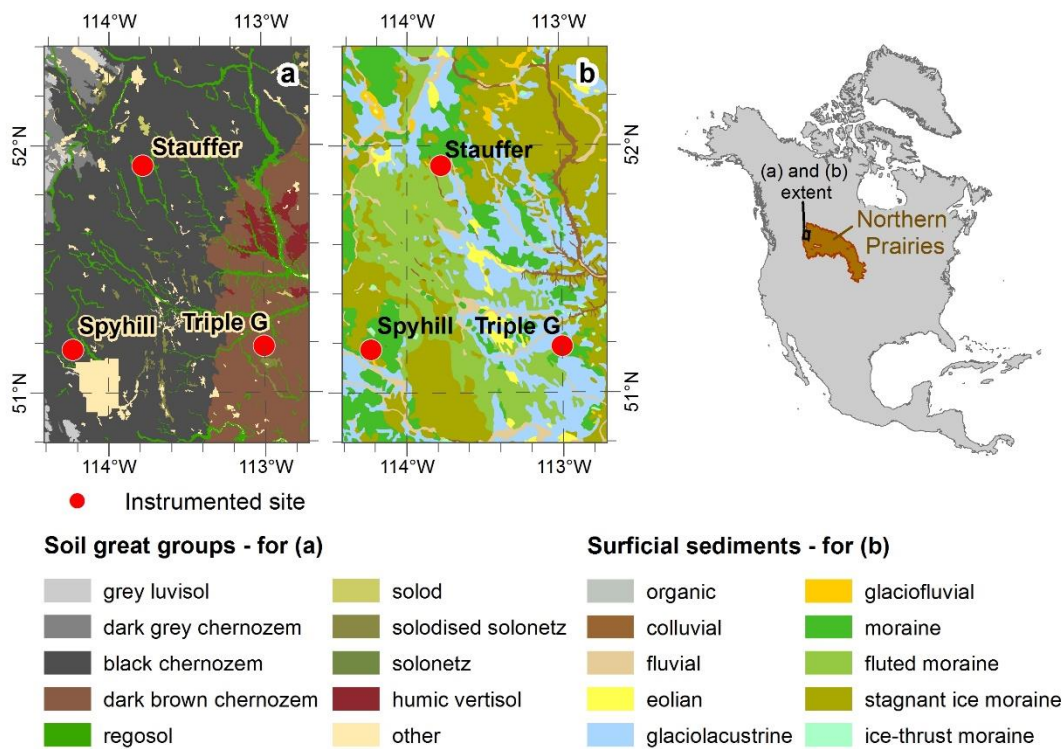 114°W 113°W 114°W 113°W
a
b
52°N
52°N
Stauffer
Stauffer
(a) and (b)
extent
Northern
Prairies
Spyhill
Triple G
Spyhill
Triple G
51°N
51°N
114°W 113°W 114°W 113°W
Instrumented site
Soil great groups - for (a)
grey luvisol
dark grey chernozem
black chernozem
dark brown chernozem
regosol
solod
solodised solonetz
solonetz
humic vertisol
other
Surficial sediments - for (b)
organic
colluvial
fluvial
eolian
glaciolacustrine
glaciofluvial
moraine
fluted moraine
stagnant ice moraine
ice-thrust moraine